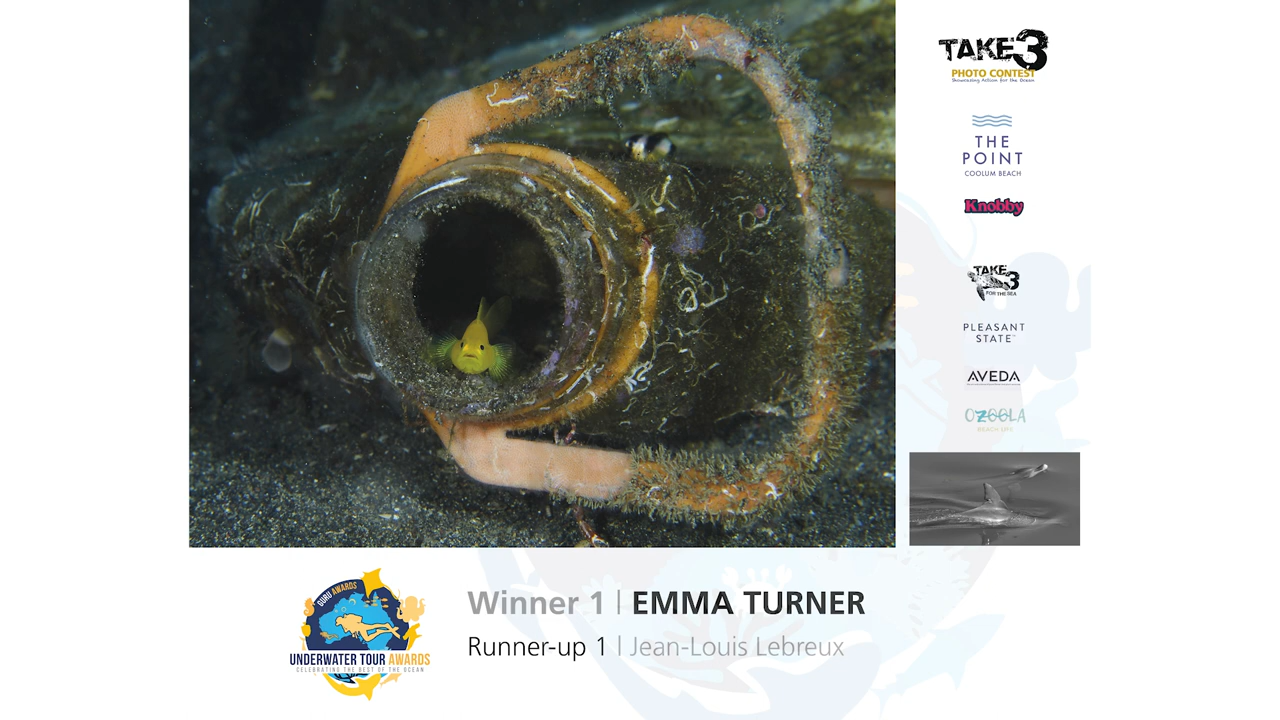 TAKE 3
PHOTO CONTEST
Showcasing Action for the Ocean
THE
POINT
COOLUM BEACH
Knobby
TAKE 3
FOR THE SEA
PLEASANT
STATE™
AVEDA
OZOOLA
BEACH SPA
GURU AWARDS
UNDERWATER TOUR AWARDS
CELEBRATING THE BEST OF THE OCEAN
Winner 1 | EMMA TURNER
Runner-up 1 | Jean-Louis Lebreux